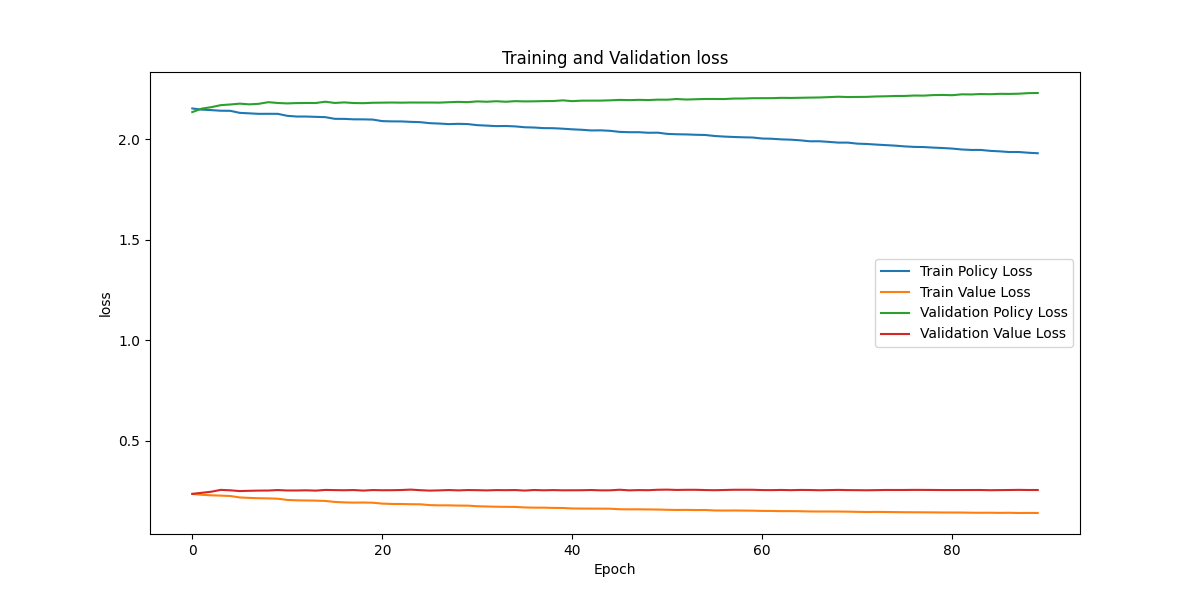 Training and Validation loss
2.0
1.5
1.0
0.5
loss
Train Policy Loss
Train Value Loss
Validation Policy Loss
Validation Value Loss
0 20 40 60 80
Epoch